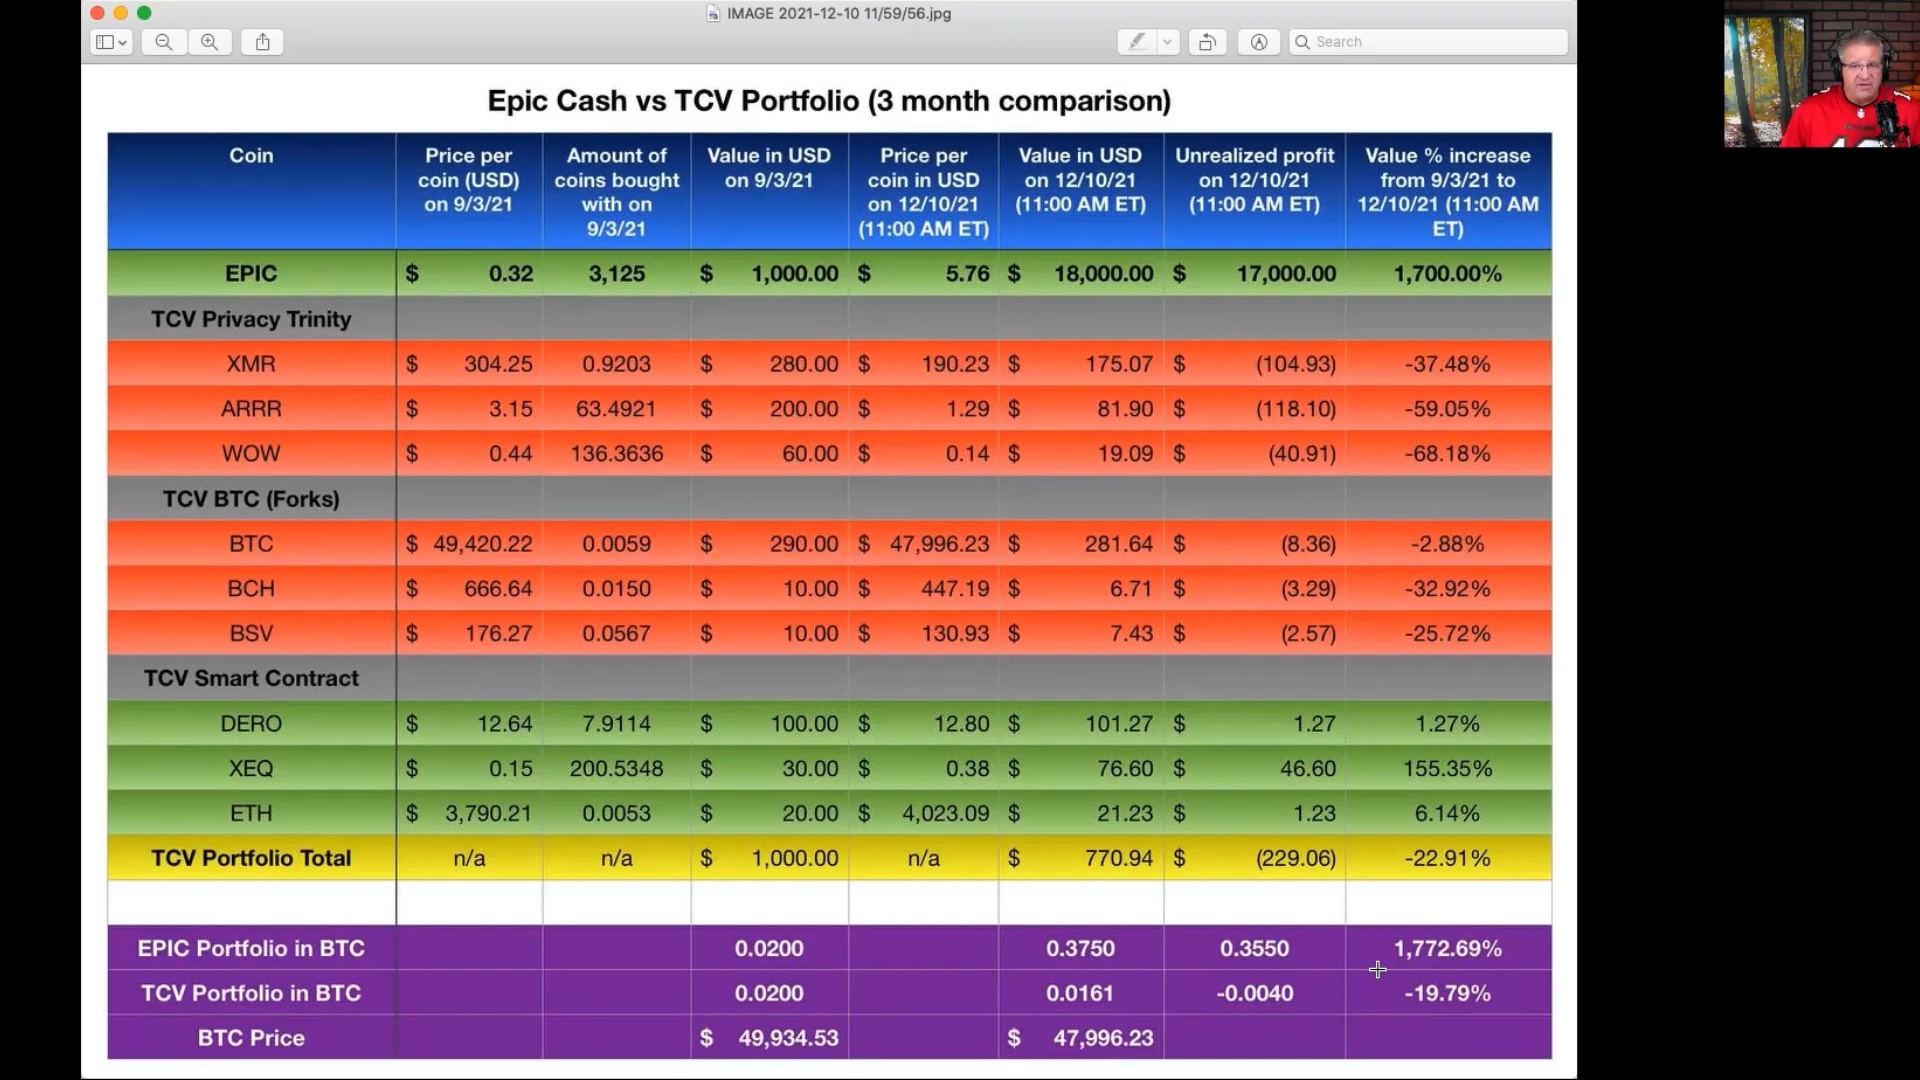 IMAGE 2021-12-10 11/59/56.jpg
Search
Epic Cash vs TCV Portfolio (3 month comparison)
Coin
Price per
coin (USD)
on 9/3/21
Amount of
coins bought
with on
9/3/21
Value in USD
on 9/3/21
Price per
coin in USD
on 12/10/21
(11:00 AM ET)
Value in USD
on 12/10/21
(11:00 AM ET)
Unrealized profit
on 12/10/21
(11:00 AM ET)
Value % increase
from 9/3/21 to
12/10/21 (11:00 AM
ET)
EPIC $ 0.32 3,125 $ 1,000.00 $ 5.76 $ 18,000.00 $ 17,000.00 1,700.00%
TCV Privacy Trinity
XMR $ 304.25 0.9203 $ 280.00 $ 190.23 $ 175.07 $ (104.93) -37.48%
ARRR $ 3.15 63.4921 $ 200.00 $ 1.29 $ 81.90 $ (118.10) -59.05%
WOW $ 0.44 136.3636 $ 60.00 $ 0.14 $ 19.09 $ (40.91) -68.18%
TCV BTC (Forks)
BTC $ 49,420.22 0.0059 $ 290.00 $ 47,996.23 $ 281.64 $ (8.36) -2.88%
BCH $ 666.64 0.0150 $ 10.00 $ 447.19 $ 6.71 $ (3.29) -32.92%
BSV $ 176.27 0.0567 $ 10.00 $ 130.93 $ 7.43 $ (2.57) -25.72%
TCV Smart Contract
DERO $ 12.64 7.9114 $ 100.00 $ 12.80 $ 101.27 $ 1.27 1.27%
XEQ $ 0.15 200.5348 $ 30.00 $ 0.38 $ 76.60 $ 46.60 155.35%
ETH $ 3,790.21 0.0053 $ 20.00 $ 4,023.09 $ 21.23 $ 1.23 6.14%
TCV Portfolio Total n/a n/a $ 1,000.00 n/a $ 770.94 $ (229.06) -22.91%
EPIC Portfolio in BTC 0.0200 0.3750 0.3550 1,772.69%
TCV Portfolio in BTC 0.0200 0.0161 -0.0040 -19.79%
BTC Price $ 49,934.53 $ 47,996.23